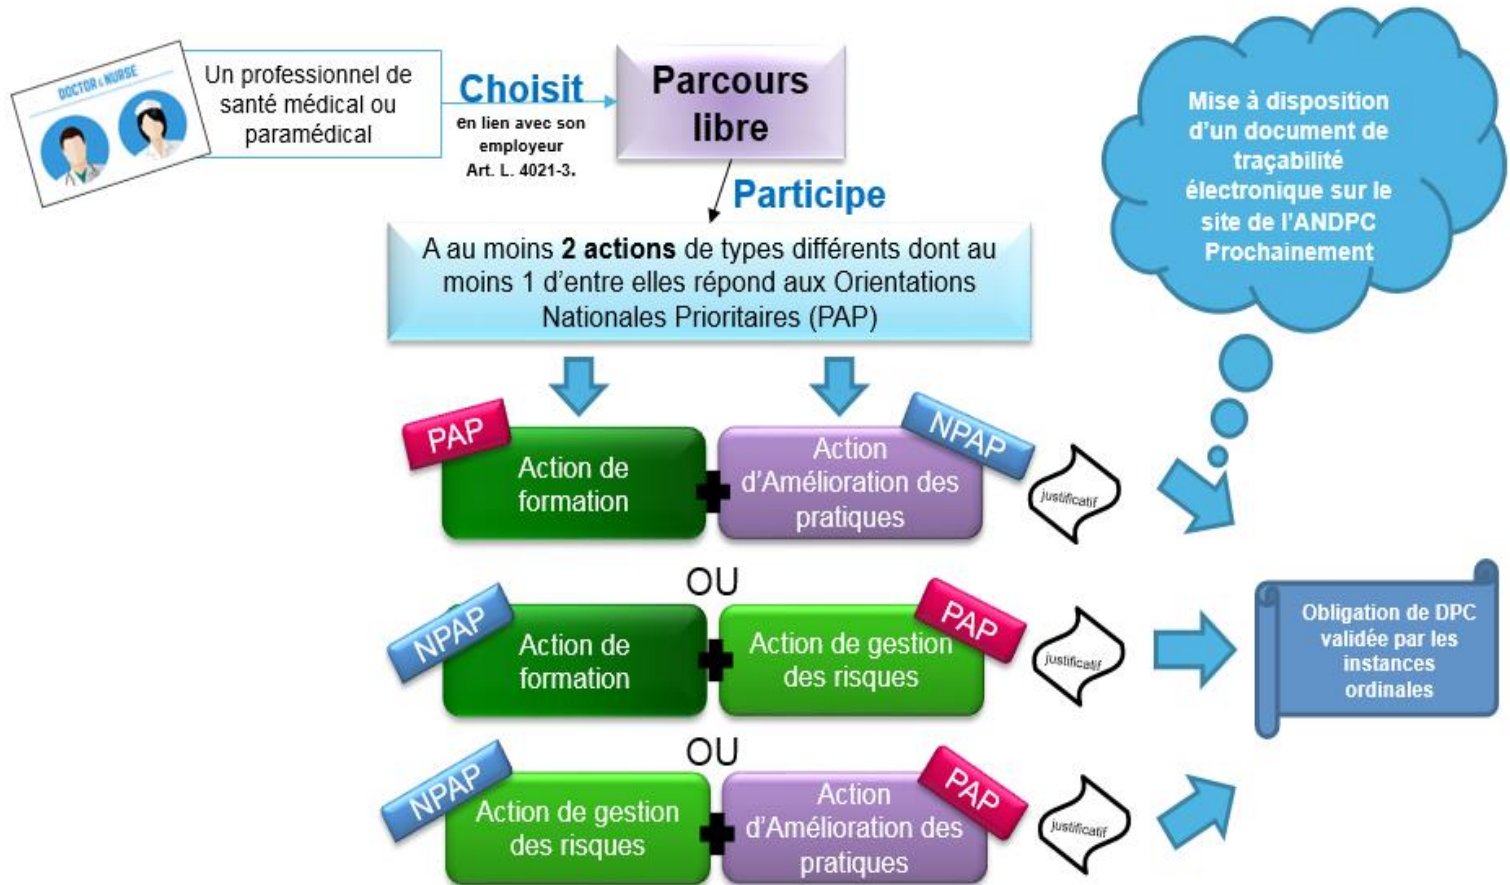 DOCTOR & NURSE
Un professionnel de
santé médical ou
paramédical
Choisit
en lien avec son
employeur
Art. L. 4021-3.
Parcours
libre
Participe
A au moins 2 actions de types différents dont au
moins 1 d'entre elles répond aux Orientations
Nationales Prioritaires (PAP)
Mise à disposition
d'un document de
traçabilité
électronique sur le
site de l'ANDPC
Prochainement
PAP
Action de
formation
Action
d'Amélioration des
pratiques
NPAP
justificatif
OU
NPAP
Action de
formation
Action de gestion
des risques
PAP
justificatif
Obligation de DPC
validée par les
instances
ordinales
OU
NPAP
Action de gestion
des risques
Action
d'Amélioration des
pratiques
PAP
justificatif